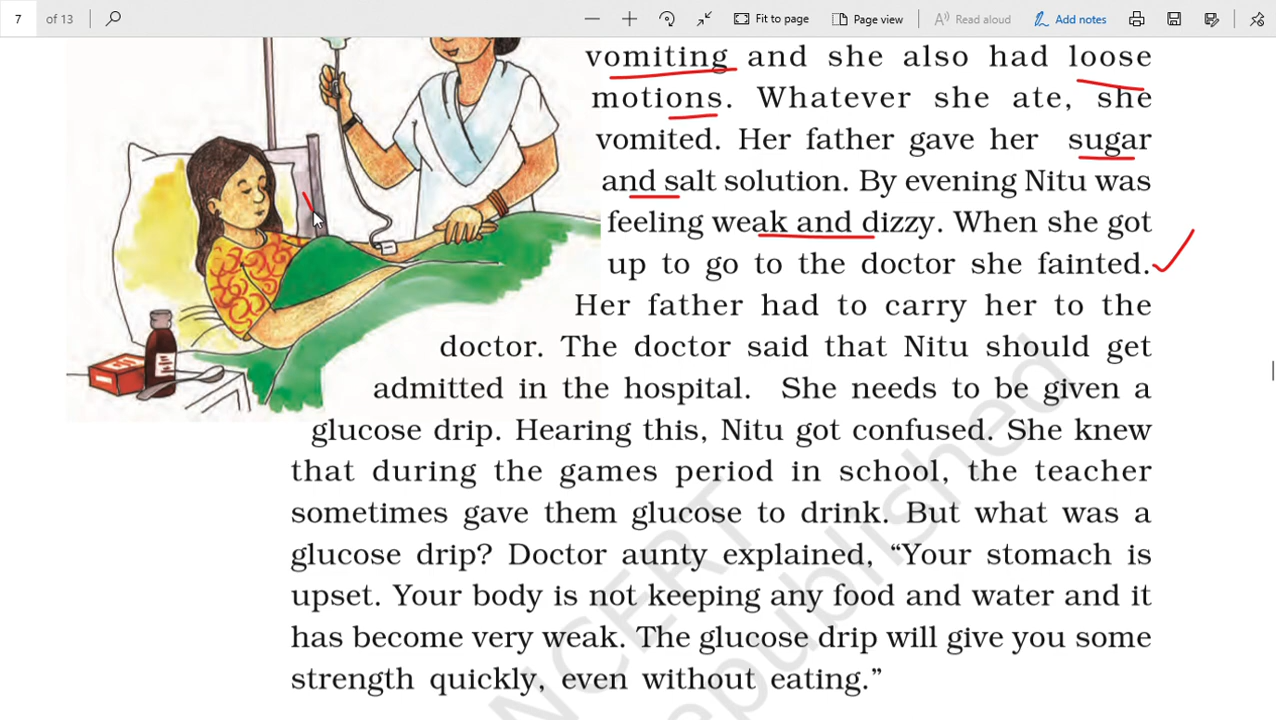 7 of 13 Fit to page Page view Read aloud Add notes
vomiting and she also had loose
motions. Whatever she ate, she
vomited. Her father gave her sugar
and salt solution. By evening Nitu was
feeling weak and dizzy. When she got
up to go to the doctor she fainted.
Her father had to carry her to the
doctor. The doctor said that Nitu should get
admitted in the hospital. She needs to be given a
glucose drip. Hearing this, Nitu got confused. She knew
that during the games period in school, the teacher
sometimes gave them glucose to drink. But what was a
glucose drip? Doctor aunty explained, “Your stomach is
upset. Your body is not keeping any food and water and it
has become very weak. The glucose drip will give you some
strength quickly, even without eating.”
NCERT
republished